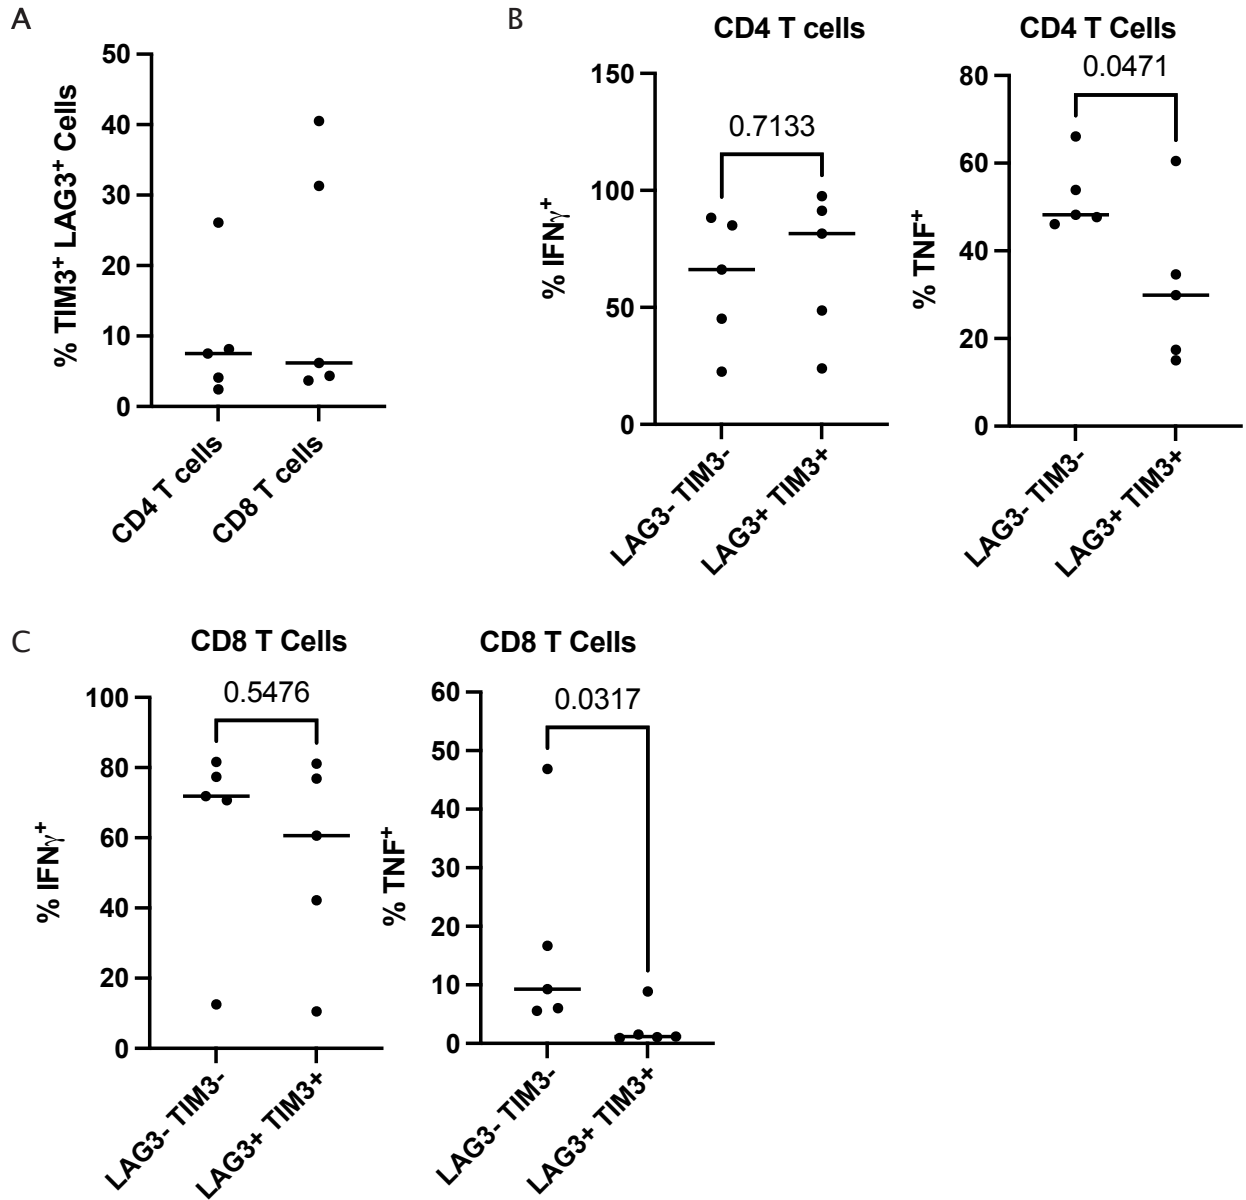 A
% TIM3⁺ LAG3⁺ Cells
50
40
30
20
10
0
CD4 T cells
CD8 T cells
B
CD4 T cells
% IFNγ⁺
150
100
50
0
0.7133
LAG3- TIM3-
LAG3+ TIM3+
CD4 T Cells
% TNF⁺
80
60
40
20
0
0.0471
LAG3- TIM3-
LAG3+ TIM3+
C
CD8 T Cells
% IFNγ⁺
100
80
60
40
20
0
0.5476
LAG3- TIM3-
LAG3+ TIM3+
CD8 T Cells
% TNF⁺
60
50
40
30
20
10
0
0.0317
LAG3- TIM3-
LAG3+ TIM3+